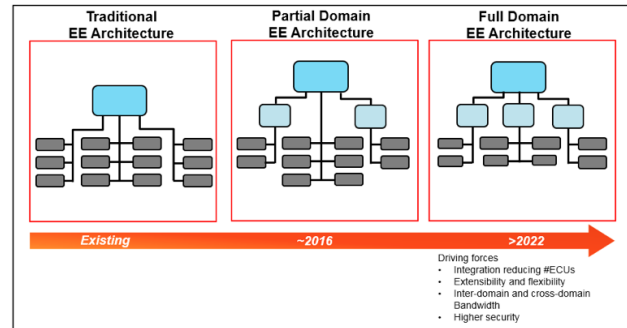 Traditional
EE Architecture
Partial Domain
EE Architecture
Full Domain
EE Architecture
Existing
~2016
>2022
Driving forces
• Integration reducing #ECUs
• Extensibility and flexibility
• Inter-domain and cross-domain
Bandwidth
• Higher security